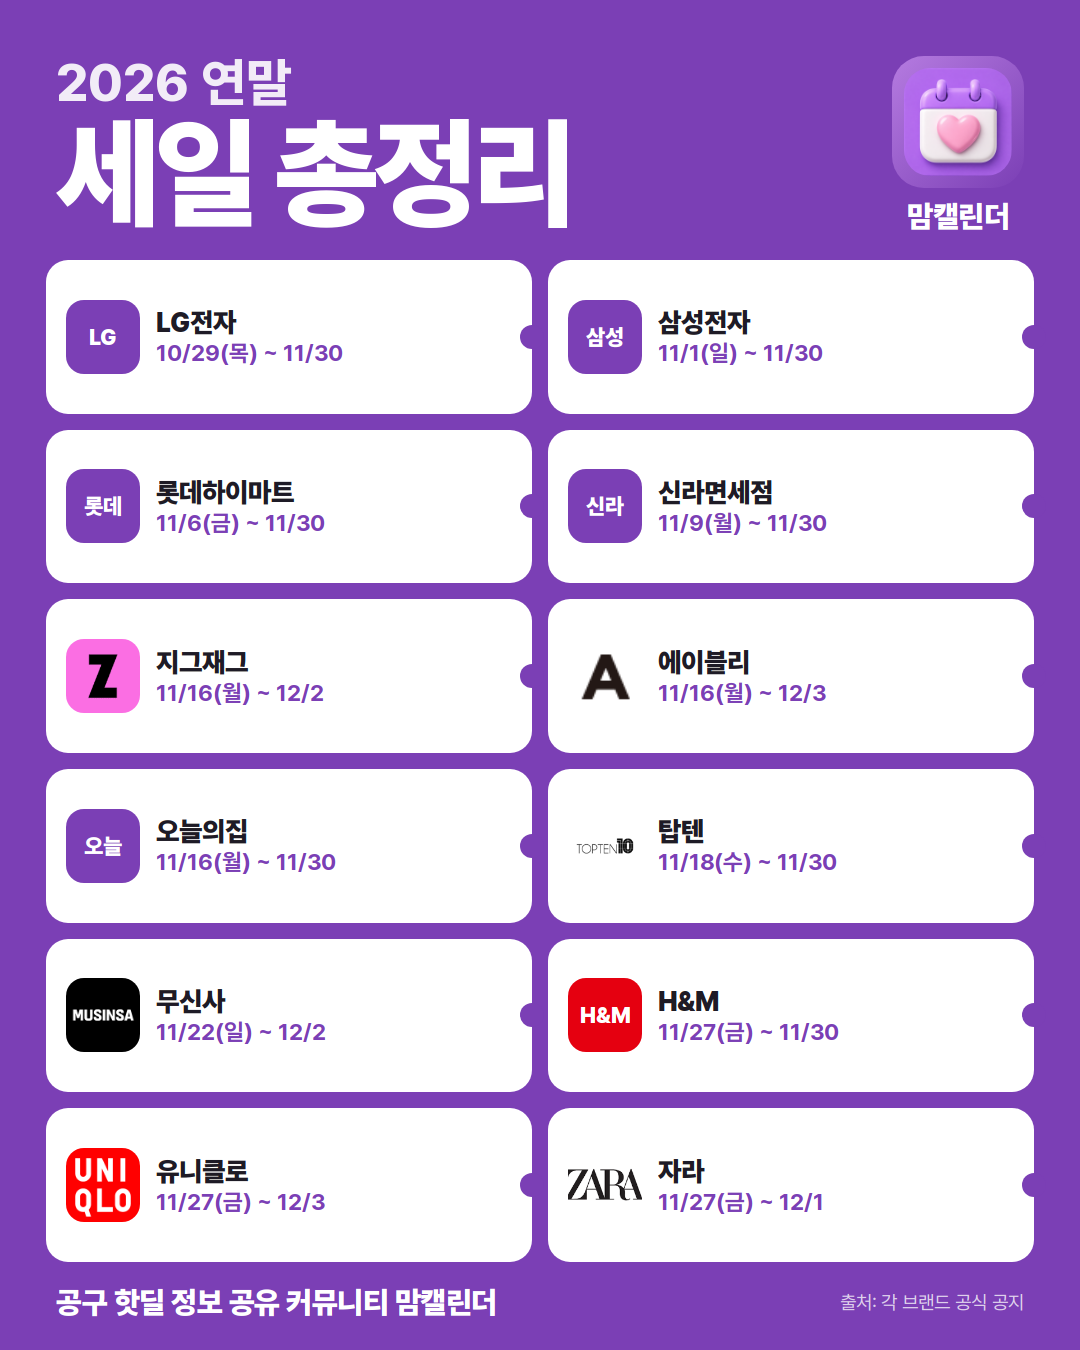 2026 연말
세일 총정리
맘캘린더
LG
LG전자
10/29(목) ~ 11/30
삼성
삼성전자
11/1(일) ~ 11/30
롯데
롯데하이마트
11/6(금) ~ 11/30
신라
신라면세점
11/9(월) ~ 11/30
Z
지그재그
11/16(월) ~ 12/2
A
에이블리
11/16(월) ~ 12/3
오늘
오늘의집
11/16(월) ~ 11/30
TOPTEN10
탑텐
11/18(수) ~ 11/30
MUSINSA
무신사
11/22(일) ~ 12/2
H&M
H&M
11/27(금) ~ 11/30
UNI
QLO
유니클로
11/27(금) ~ 12/3
ZARA
자라
11/27(금) ~ 12/1
공구 핫딜 정보 공유 커뮤니티 맘캘린더
출처: 각 브랜드 공식 공지